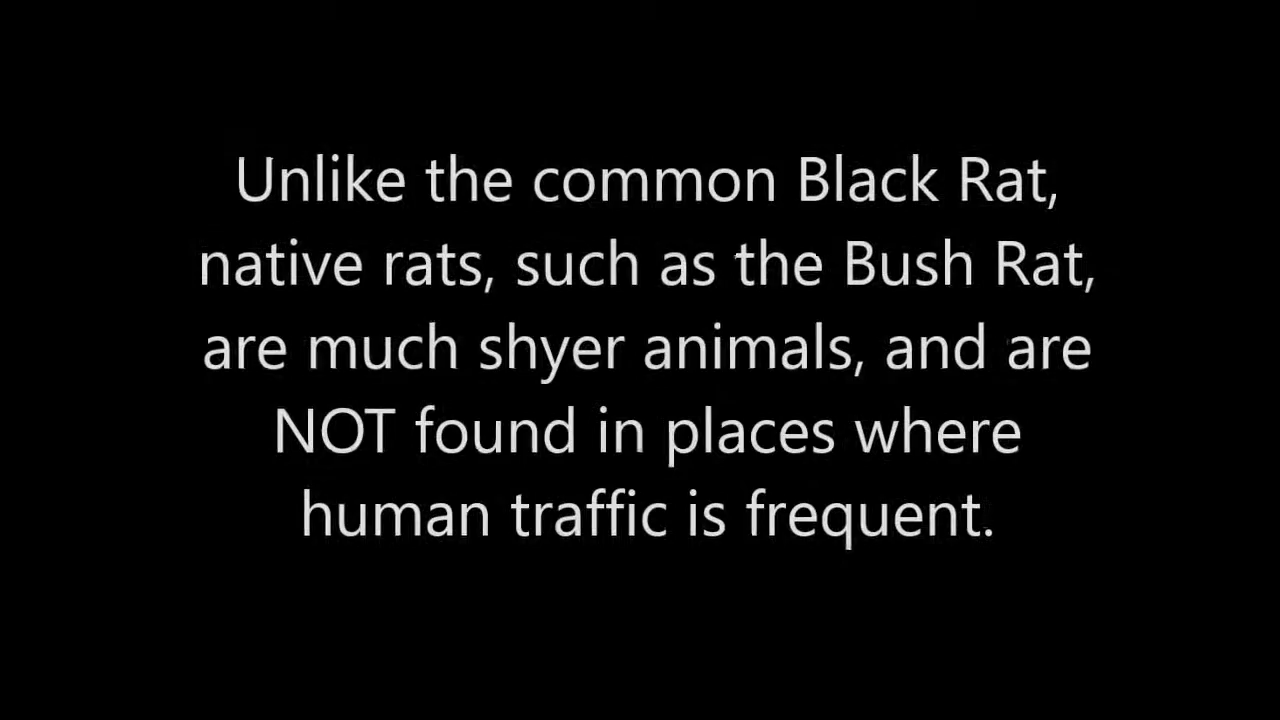 Unlike the common Black Rat,
native rats, such as the Bush Rat,
are much shyer animals, and are
NOT found in places where
human traffic is frequent.